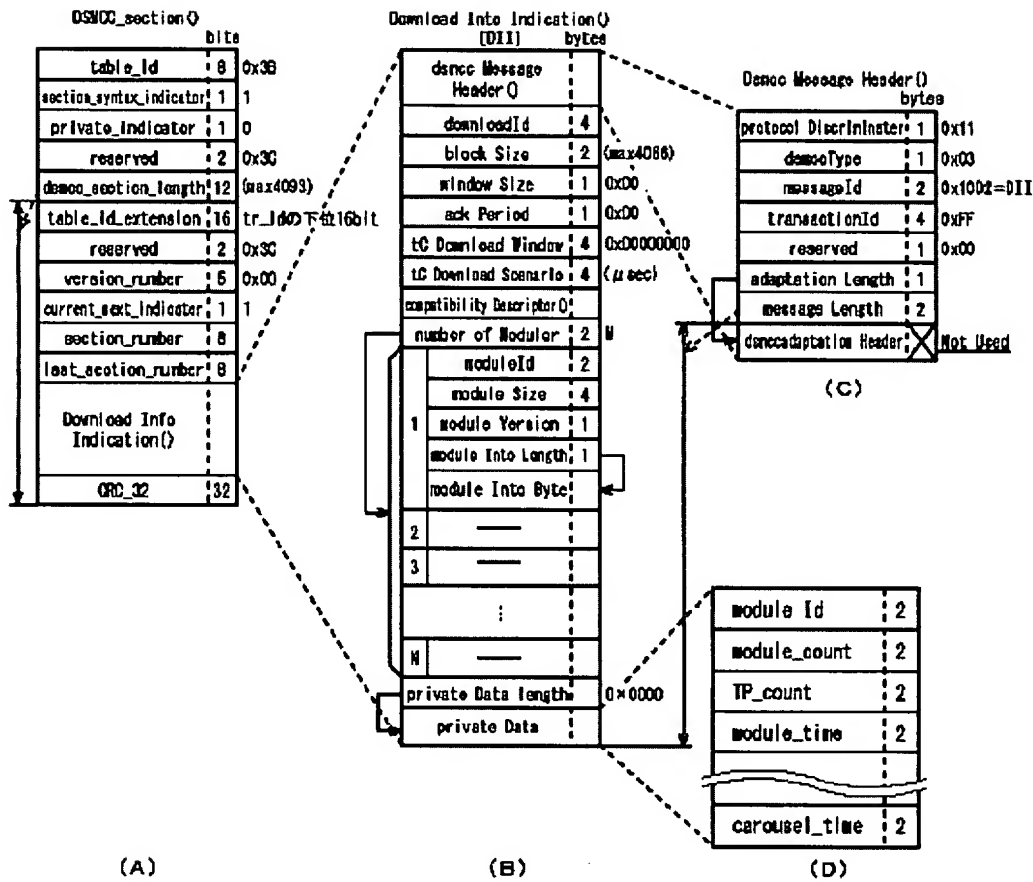 DSMCC_section()
bits
table_Id 8 0x3B
section_syntax_indicator 1 1
private_indicator 1 0
reserved 2 0x3C
dsmcc_section_length 12 (max4093)
table_id_extension 16 tr_idの下位16bit
reserved 2 0x3C
version_number 5 0x00
current_next_indicator 1 1
section_number 8
last_section_number 8
Download Info
Indication()
CRC_32 32
(A)
Download Into Indication()
[DII] bytes
dsmcc Message
Header()
downloadId 4
block Size 2 (max4066)
window Size 1 0x00
ack Period 1 0x00
tC Download Window 4 0x00000000
tC Download Scenario 4 (μsec)
compatibility Descriptor()
number of Moduler 2 N
1 moduleId 2
module Size 4
module Version 1
module Into Length 1
module Into Byte
2
3
⋮
N
private Data length 0×0000
private Data
(B)
Dsmcc Message Header()
bytes
protocol Discriminater 1 0x11
dsmccType 1 0x03
messageId 2 0x1002=DII
transactionId 4 0xFF
reserved 1 0x00
adaptation Length 1
message Length 2
dsmccadaptation Header Not Used
(C)
module Id 2
module_count 2
TP_count 2
module_time 2
carousel_time 2
(D)